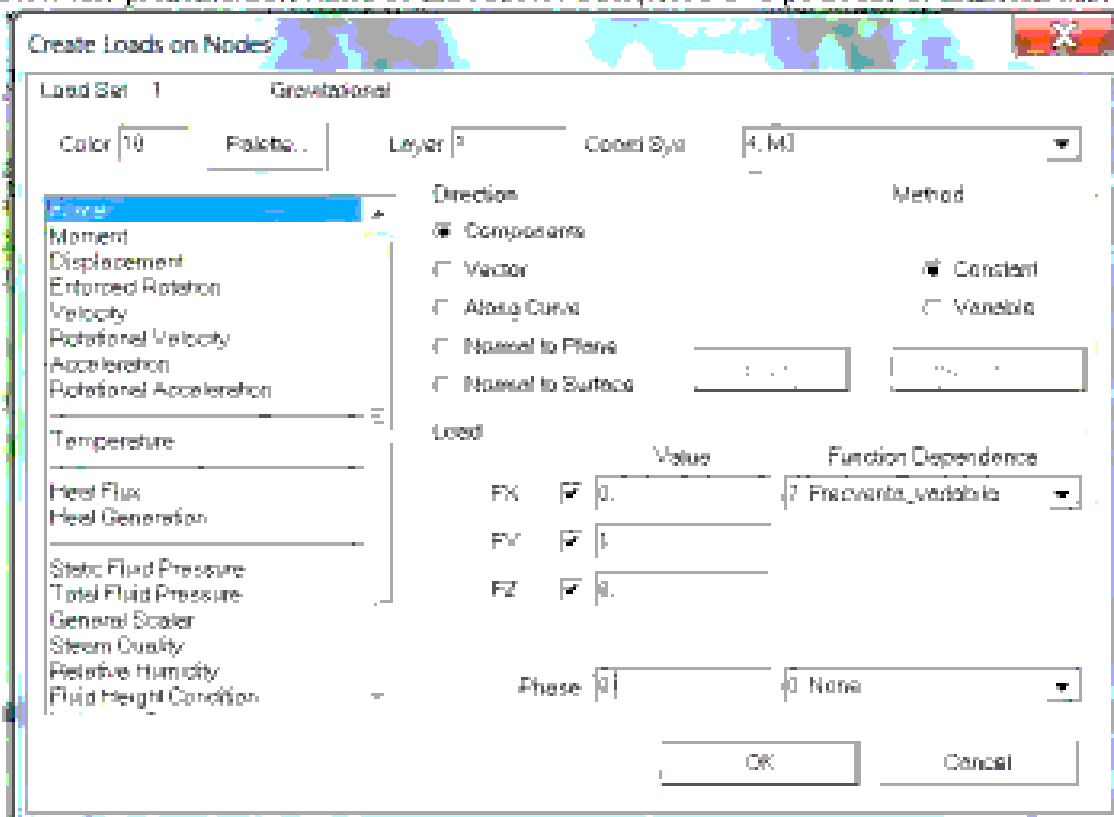 Create Loads on Nodes
Load Set 1 Gravitational
Color 10 Palette... Layer Coord Sys
Direction Method
Moment
Displacement
Enforced Rotation
Velocity
Rotational Velocity
Acceleration
Rotational Acceleration
Temperature
Heat Flux
Heat Generation
Static Fluid Pressure
Total Fluid Pressure
General Scalar
Steam Quality
Relative Humidity
Fluid Height Condition
Components
Vector
Along Curve
Normal to Plane
Normal to Surface
Constant
Variable
Load
Value Function Dependence
FX 0. 7..Frecventa_variabila
FY
FZ 0.
Phase 0 0..None
OK Cancel